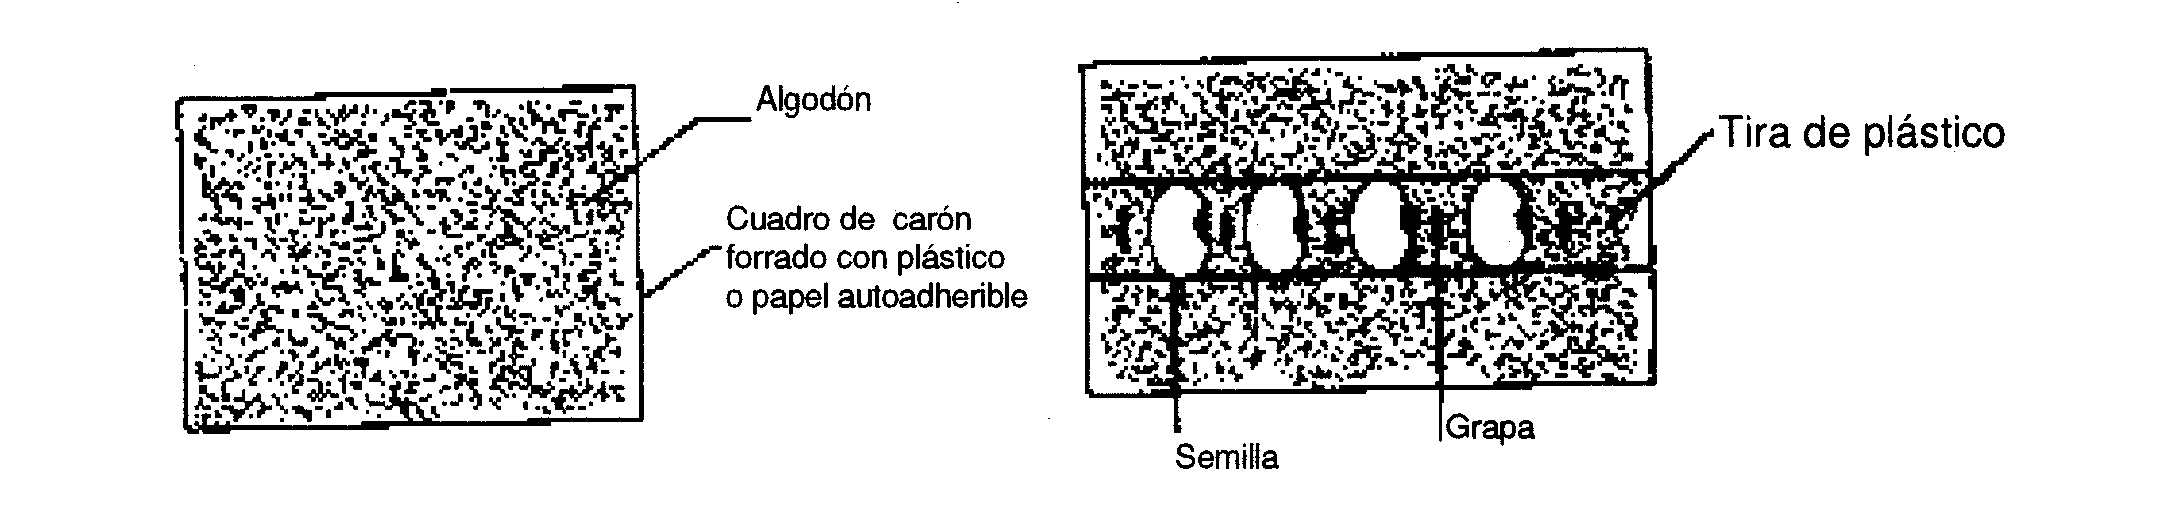 Algodón
Cuadro de carón
forrado con plástico
o papel autoadherible
Tira de plástico
Grapa
Semilla